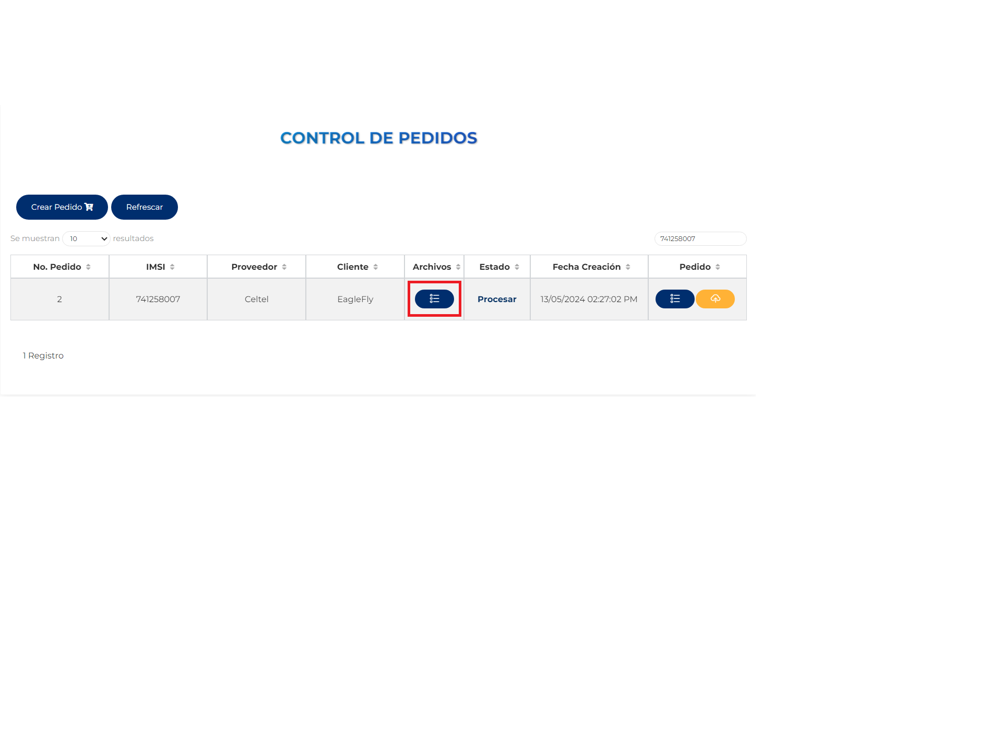 CONTROL DE PEDIDOS
Crear Pedido Refrescar
Se muestran 10 resultados 741258007
No. Pedido IMSI Proveedor Cliente Archivos Estado Fecha Creación Pedido
2 741258007 Celtel EagleFly Procesar 13/05/2024 02:27:02 PM
1 Registro